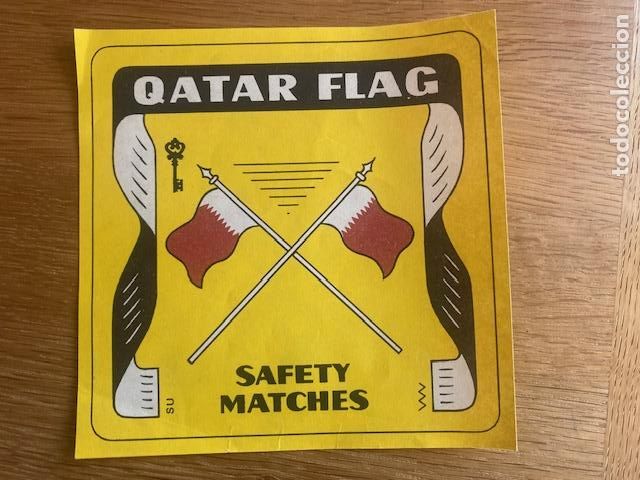 QATAR FLAG
SAFETY
MATCHES
SU
todocoleccion